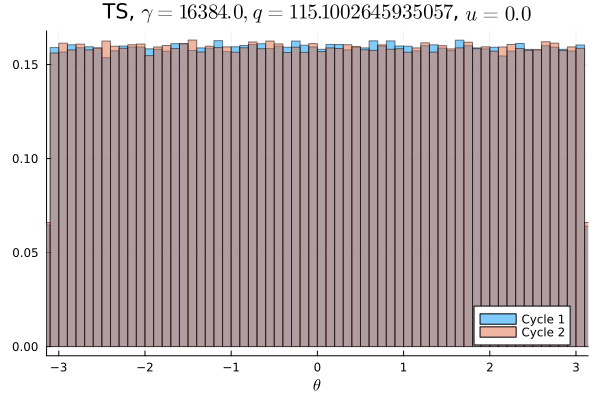 TS, γ = 16384.0, q = 115.1002645935057, u = 0.0
0.15
0.10
0.05
0.00
−3 −2 −1 0 1 2 3
θ
Cycle 1
Cycle 2